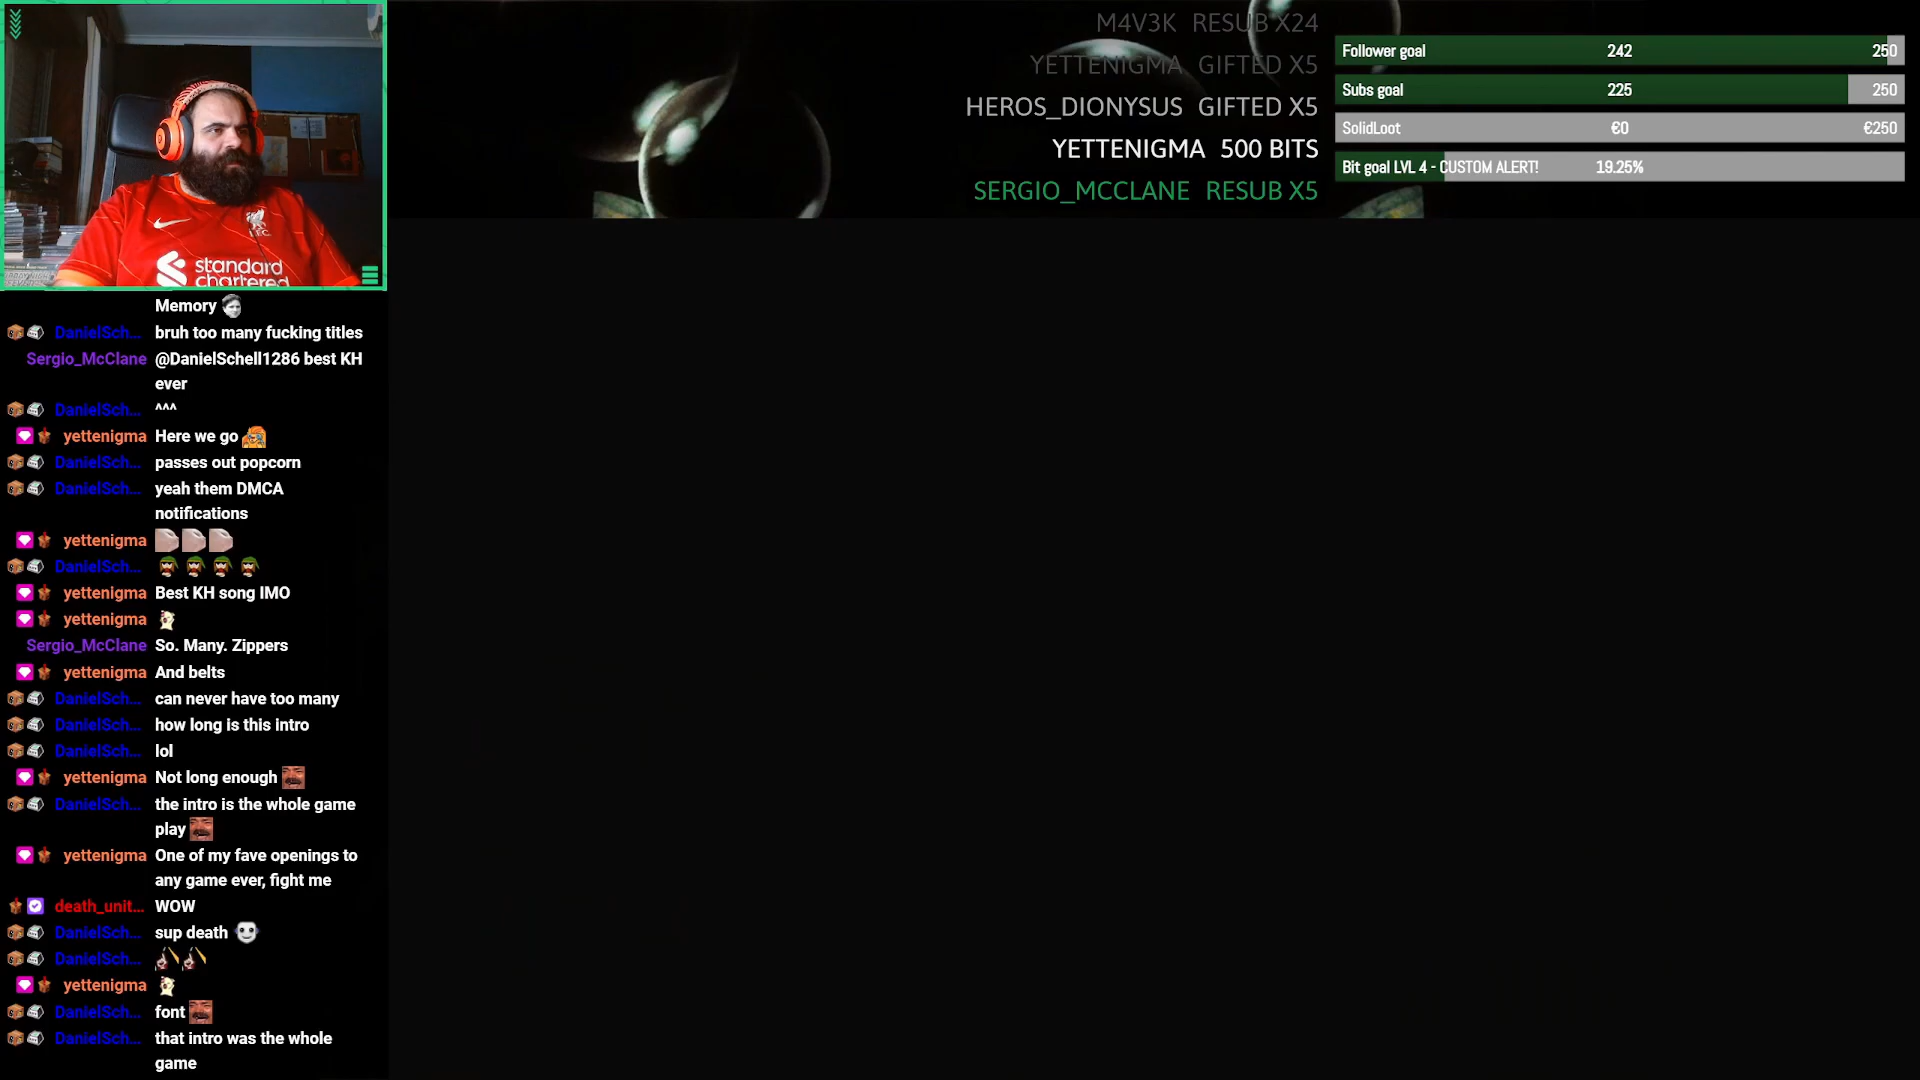 M4V3K RESUB X24
YETTENIGMA GIFTED X5
HEROS_DIONYSUS GIFTED X5
YETTENIGMA 500 BITS
SERGIO_MCCLANE RESUB X5
Follower goal 242 250
Subs goal 225 250
SolidLoot €0 €250
Bit goal LVL 4 - CUSTOM ALERT! 19.25%
standard
chartered
Memory
DanielSch... bruh too many fucking titles
Sergio_McClane @DanielSchell1286 best KH
ever
DanielSch... ^^^
yettenigma Here we go
DanielSch... passes out popcorn
DanielSch... yeah them DMCA
notifications
yettenigma
DanielSch...
yettenigma Best KH song IMO
yettenigma
Sergio_McClane So. Many. Zippers
yettenigma And belts
DanielSch... can never have too many
DanielSch... how long is this intro
DanielSch... lol
yettenigma Not long enough
DanielSch... the intro is the whole game
play
yettenigma One of my fave openings to
any game ever, fight me
death_unit... WOW
DanielSch... sup death
DanielSch...
yettenigma
DanielSch... font
DanielSch... that intro was the whole
game